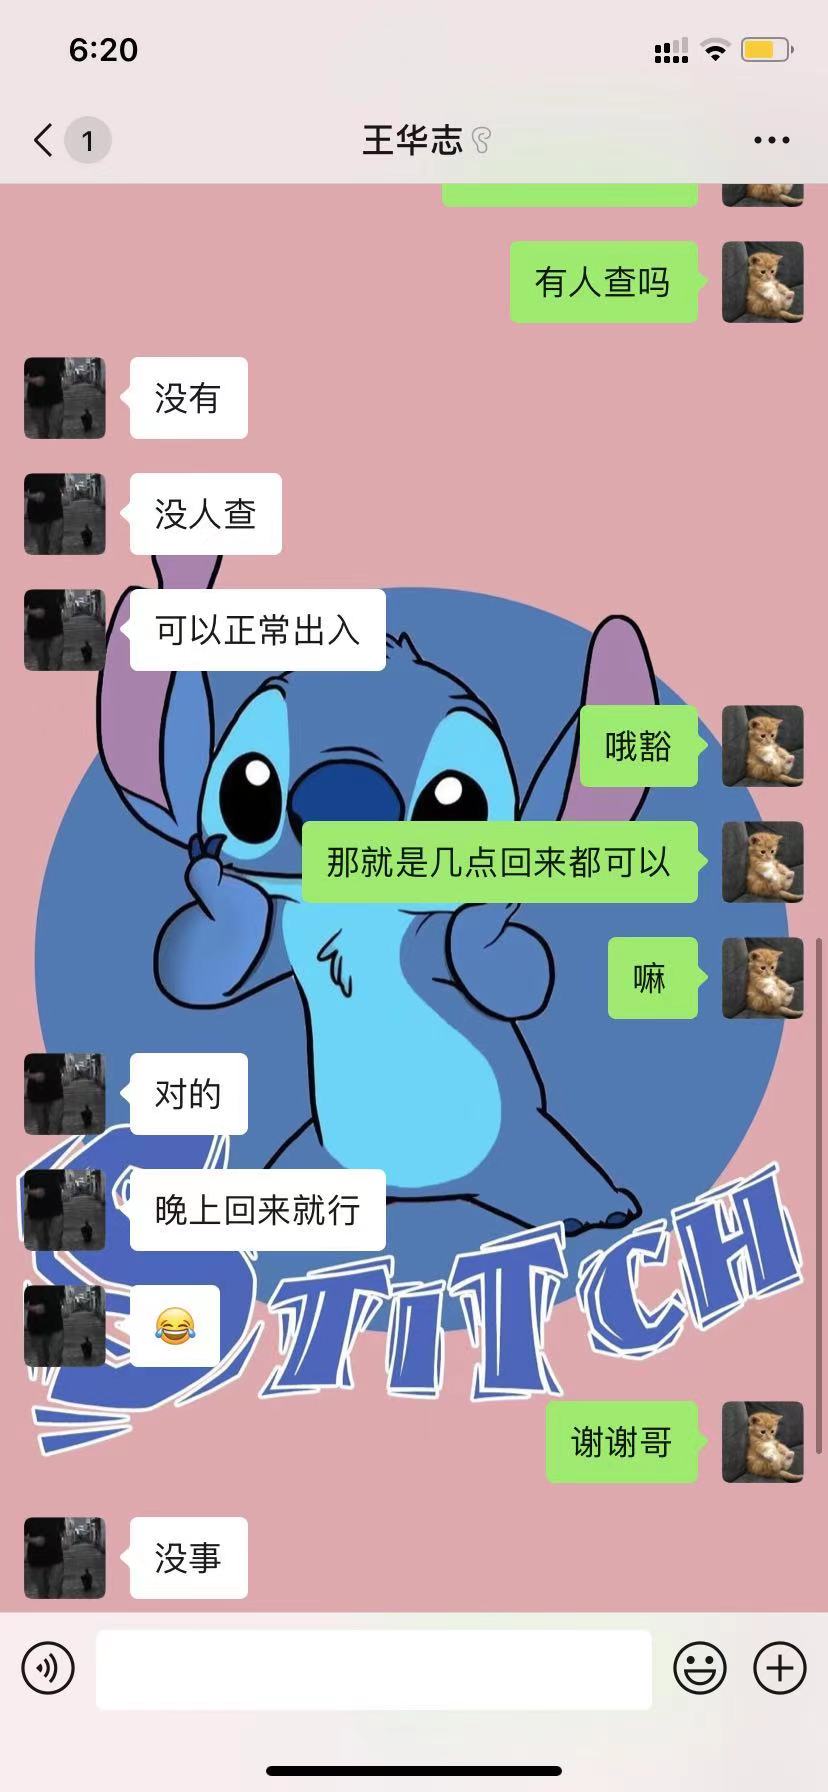 6:20
1
王华志
有人查吗
没有
没人查
可以正常出入
哦豁
那就是几点回来都可以
嘛
对的
晚上回来就行
😂
STITCH
谢谢哥
没事